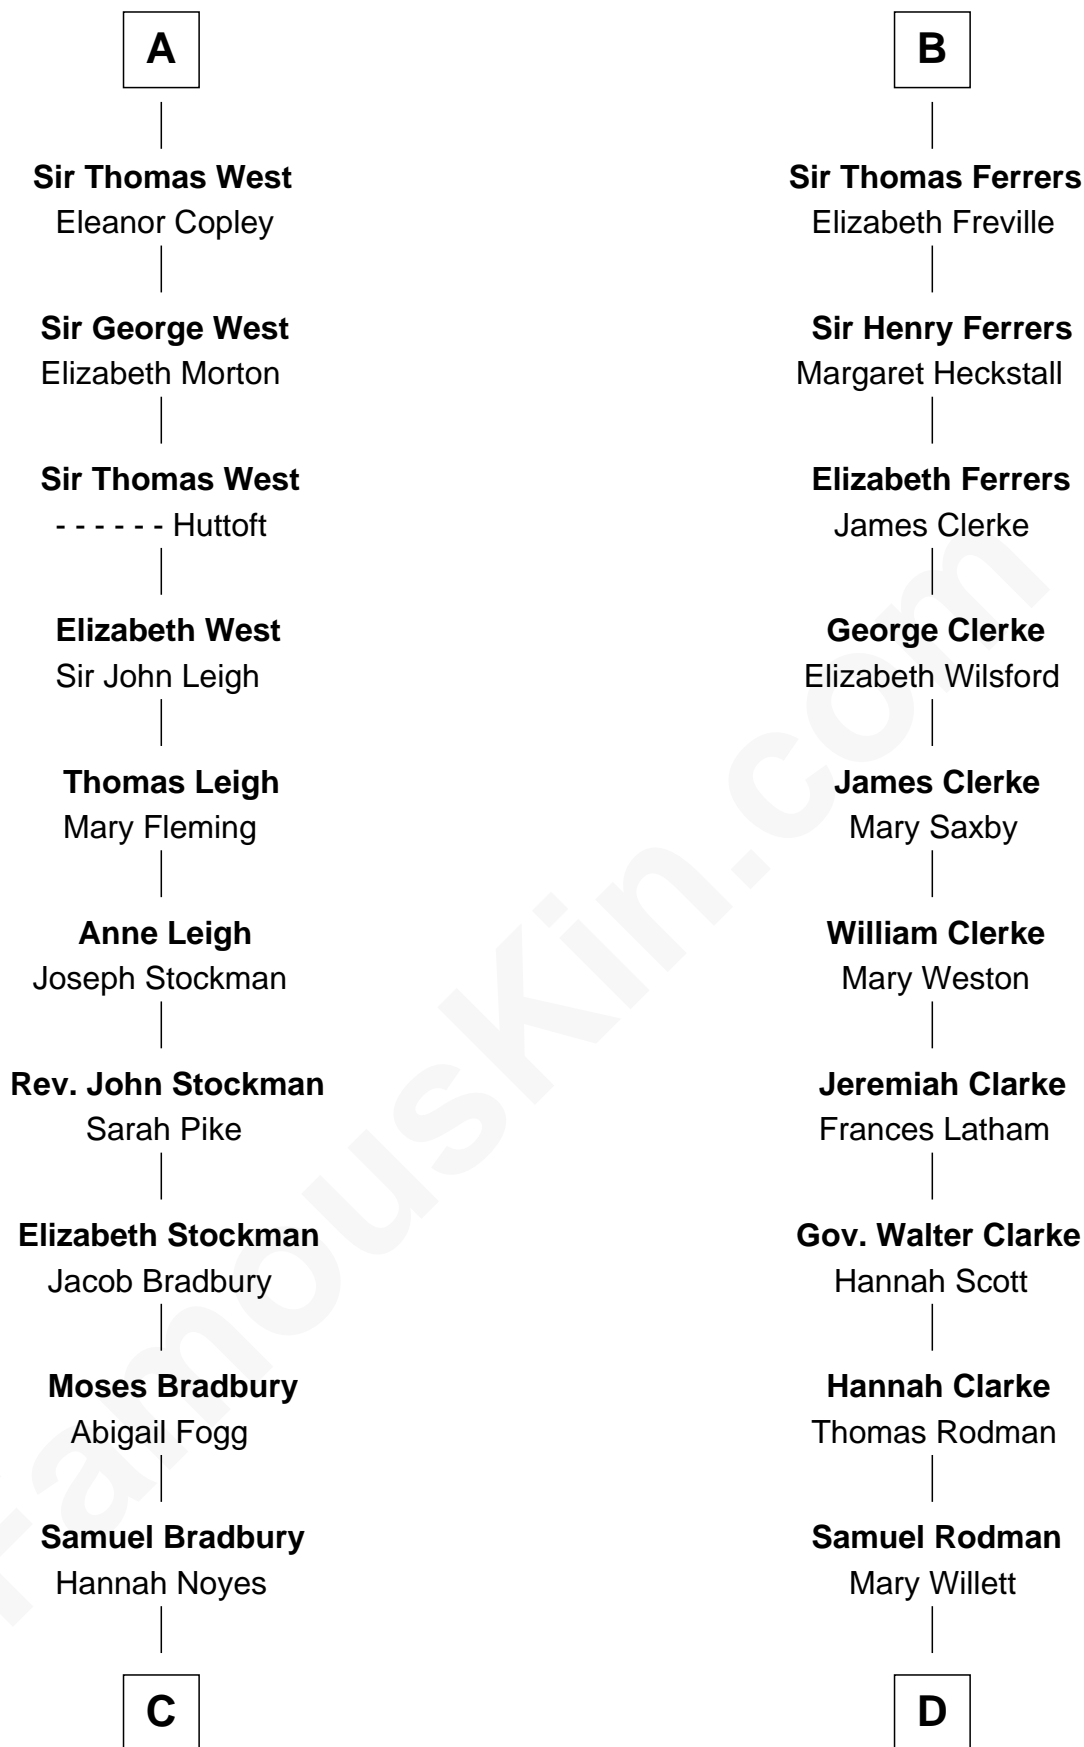 A
Sir Thomas West
Eleanor Copley
Sir George West
Elizabeth Morton
Sir Thomas West
- - - - - - Huttoft
Elizabeth West
Sir John Leigh
Thomas Leigh
Mary Fleming
Anne Leigh
Joseph Stockman
Rev. John Stockman
Sarah Pike
Elizabeth Stockman
Jacob Bradbury
Moses Bradbury
Abigail Fogg
Samuel Bradbury
Hannah Noyes
C
B
Sir Thomas Ferrers
Elizabeth Freville
Sir Henry Ferrers
Margaret Heckstall
Elizabeth Ferrers
James Clerke
George Clerke
Elizabeth Wilsford
James Clerke
Mary Saxby
William Clerke
Mary Weston
Jeremiah Clarke
Frances Latham
Gov. Walter Clarke
Hannah Scott
Hannah Clarke
Thomas Rodman
Samuel Rodman
Mary Willett
D
FamousKin.com